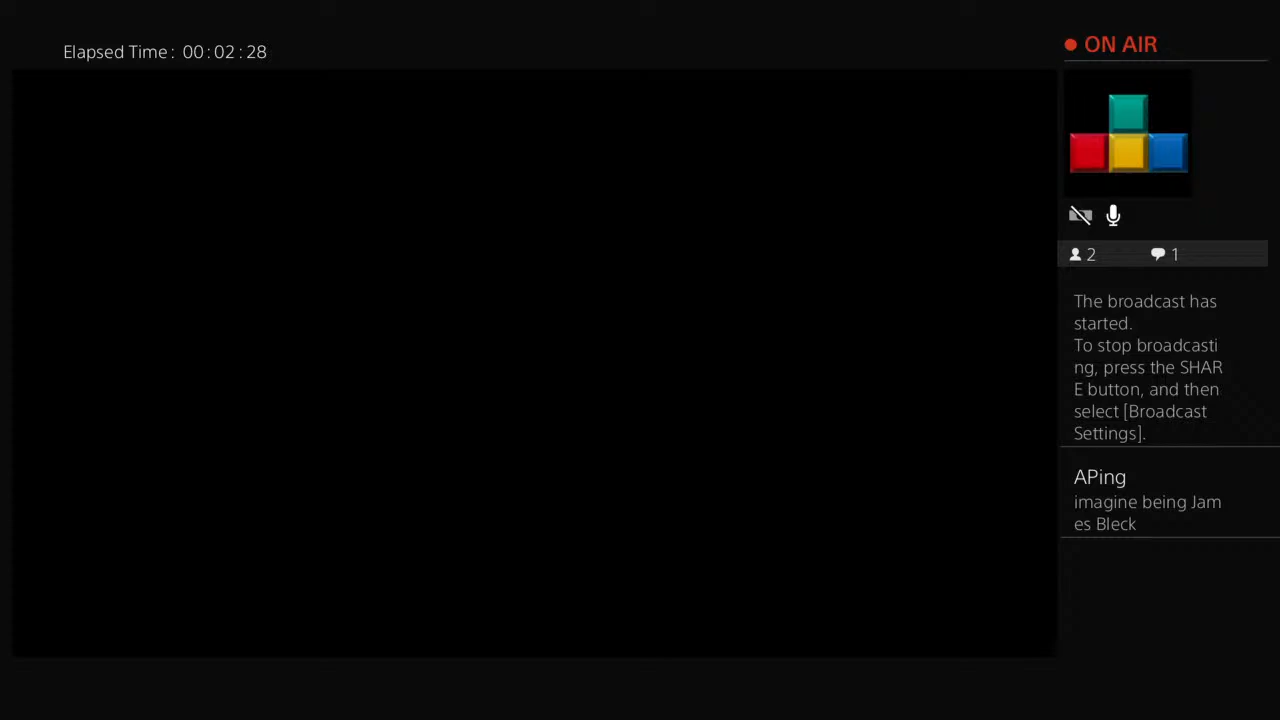 Elapsed Time: 00:02:28
ON AIR
2
1
The broadcast has
started.
To stop broadcasti
ng, press the SHAR
E button, and then
select [Broadcast
Settings].
APing
imagine being Jam
es Bleck